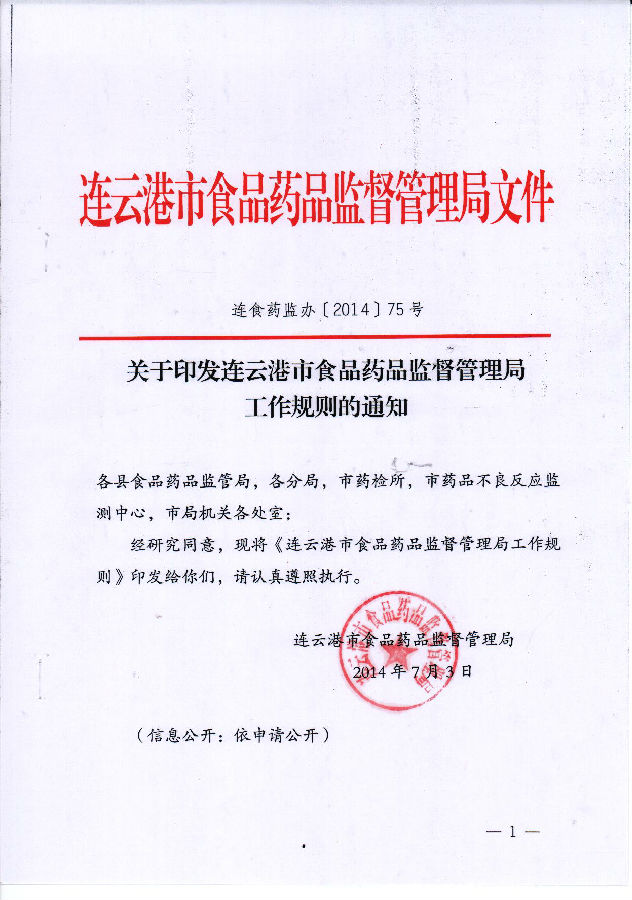 连云港市食品药品监督管理局文件
连食药监办〔2014〕75号
关于印发连云港市食品药品监督管理局
工作规则的通知
各县食品药品监管局，各分局，市药检所，市药品不良反应监
测中心，市局机关各处室：
经研究同意，现将《连云港市食品药品监督管理局工作规
则》印发给你们，请认真遵照执行。
连云港市食品药品监督管理局
2014年7月3日
连云港市食品药品监督管理局
（信息公开：依申请公开）
— 1 —